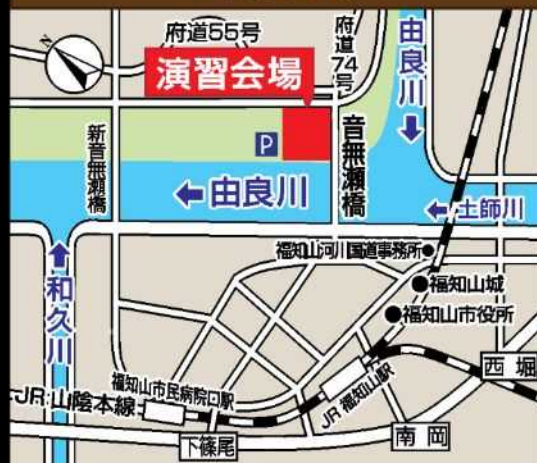 府道55号
府道74号
由良川
N
演習会場
新音無瀬橋
P
音無瀬橋
由良川
土師川
福知山河川国道事務所
福知山城
福知山市役所
和久川
福知山市民病院口駅
JR 福知山駅
西堀
JR 山陰本線
下篠尾
南岡